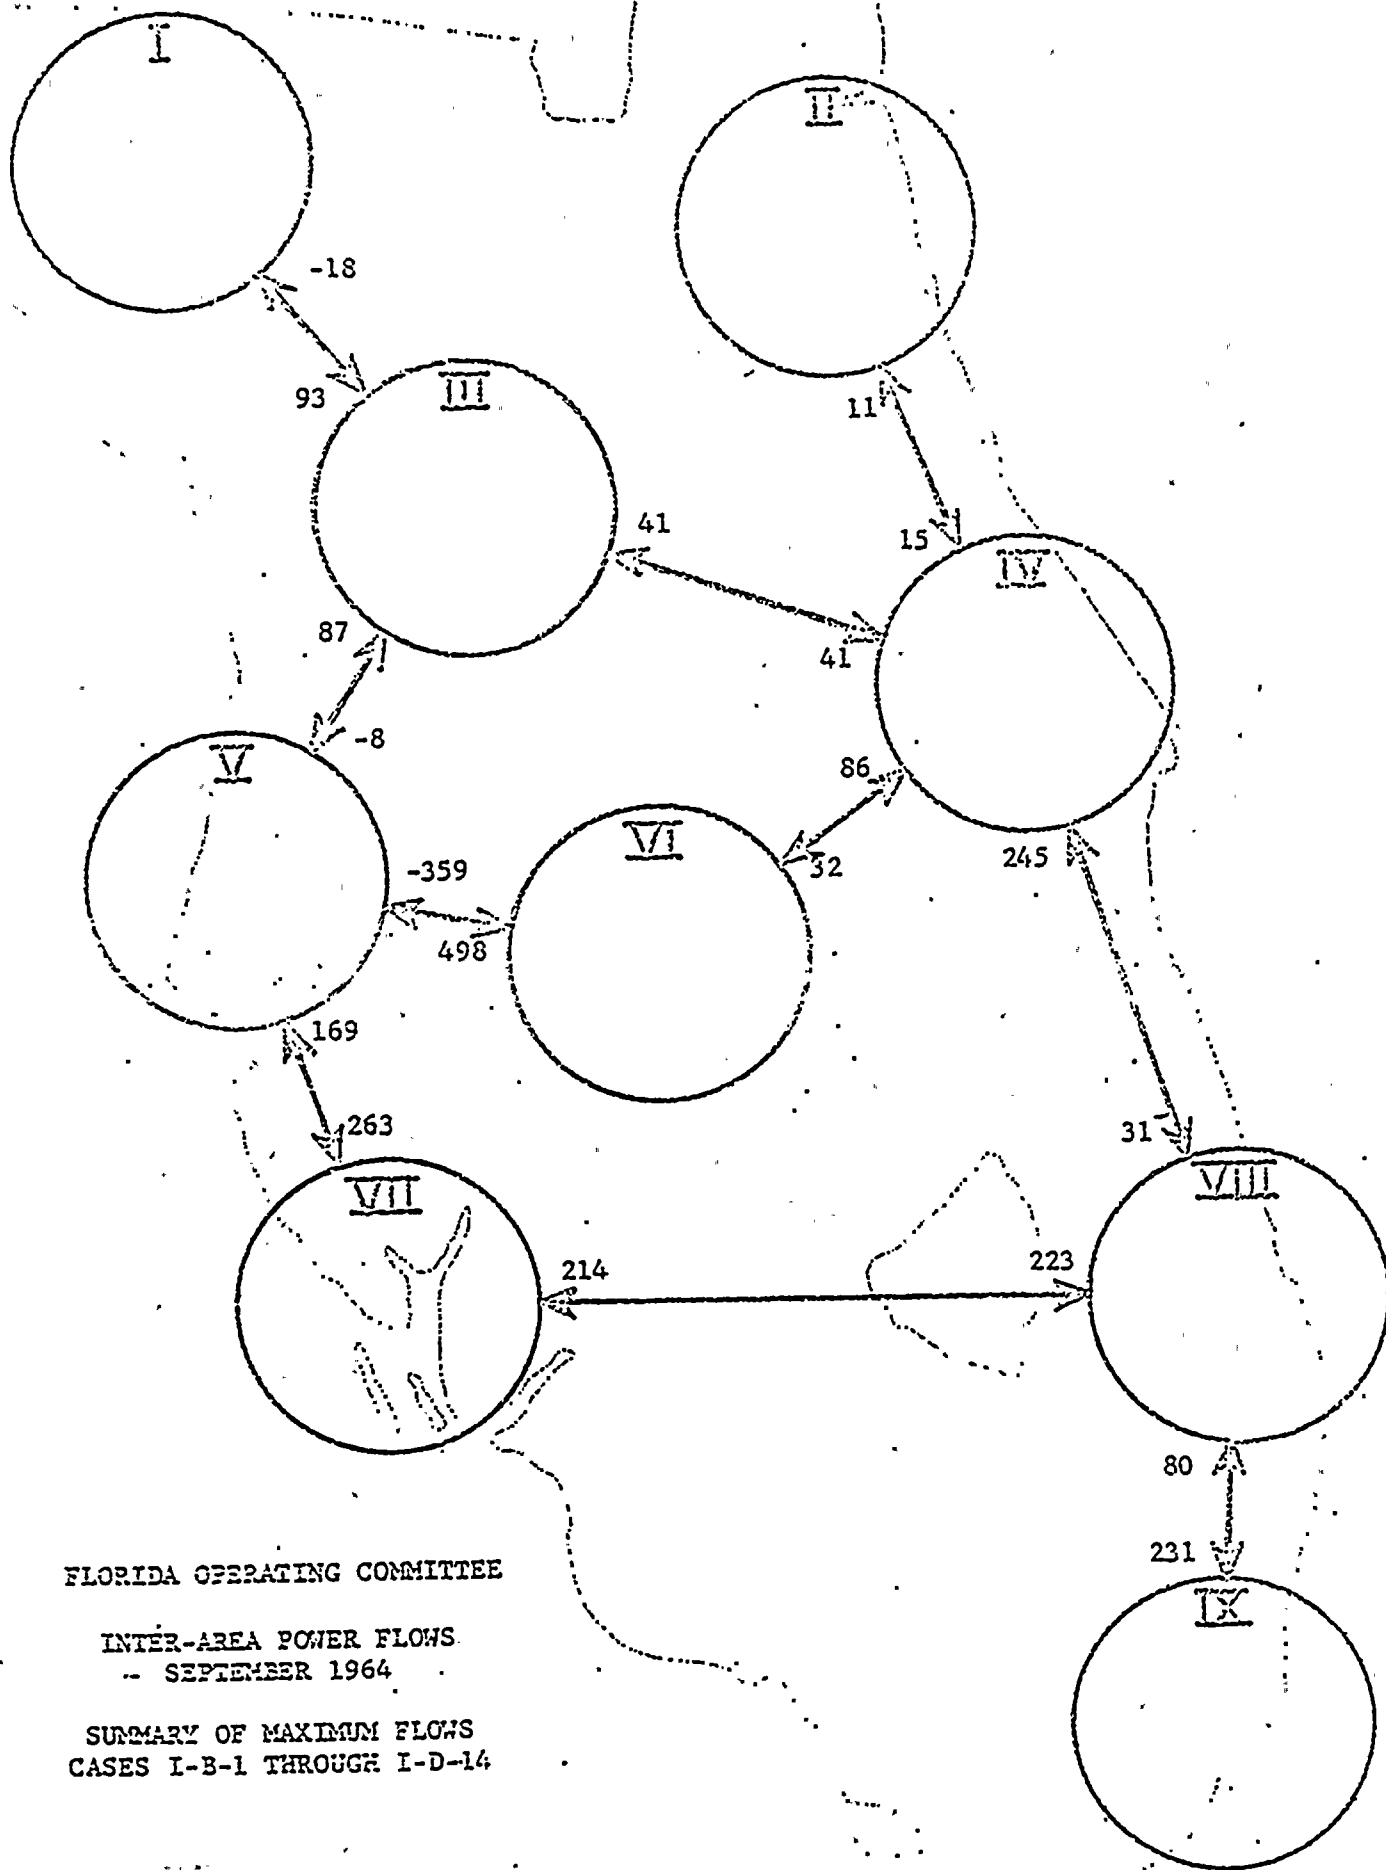 I
II
-18
93
III
11
41
15
IV
87
41
-8
V
86
VI
32
245
-359
498
169
263
31
VII
VIII
214
223
80
231
IX
FLORIDA OPERATING COMMITTEE
INTER-AREA POWER FLOWS
SEPTEMBER 1964
SUMMARY OF MAXIMUM FLOWS
CASES I-B-1 THROUGH I-D-14